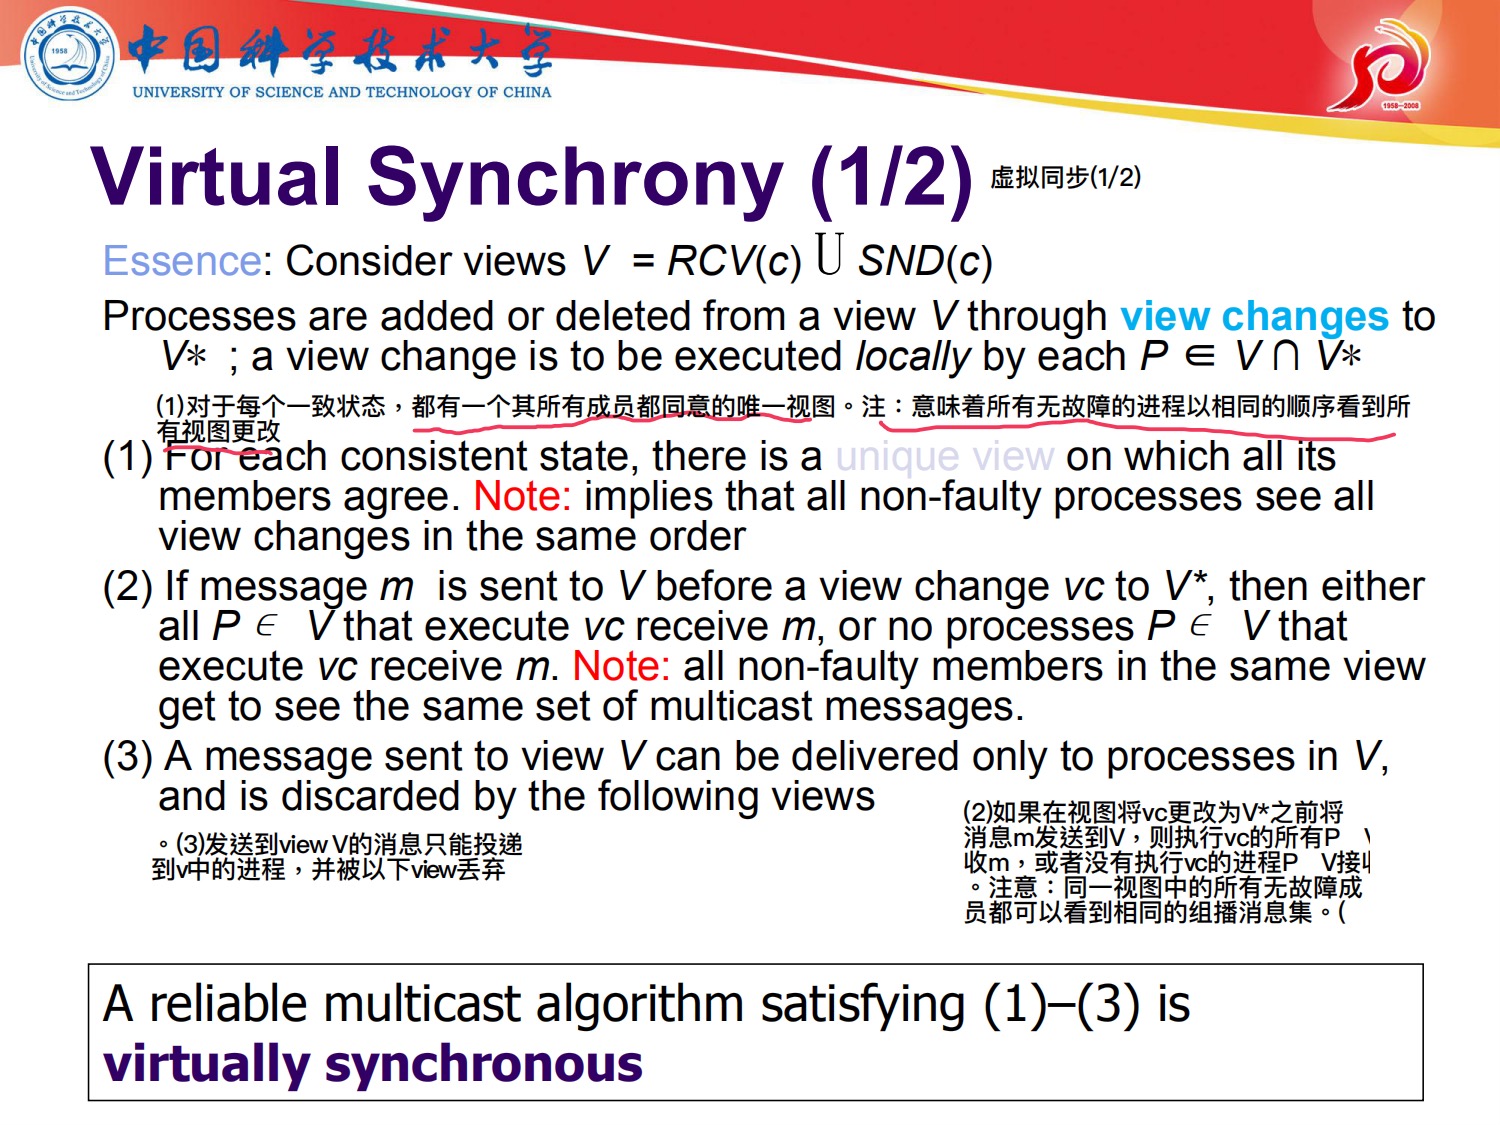 中国科学技术大学
1958
UNIVERSITY OF SCIENCE AND TECHNOLOGY OF CHINA
1958—2008
Virtual Synchrony (1/2) 虚拟同步(1/2)
Essence: Consider views V = RCV(c) ⋃ SND(c)
Processes are added or deleted from a view V through view changes to
V∗ ; a view change is to be executed locally by each P ∈ V ∩ V∗
(1)对于每个一致状态，都有一个其所有成员都同意的唯一视图。注：意味着所有无故障的进程以相同的顺序看到所
有视图更改
(1) For each consistent state, there is a unique view on which all its
members agree. Note: implies that all non-faulty processes see all
view changes in the same order
(2) If message m is sent to V before a view change vc to V*, then either
all P ∈ V that execute vc receive m, or no processes P ∈ V that
execute vc receive m. Note: all non-faulty members in the same view
get to see the same set of multicast messages.
(3) A message sent to view V can be delivered only to processes in V,
and is discarded by the following views
。(3)发送到view V的消息只能投递
到v中的进程，并被以下view丢弃
(2)如果在视图将vc更改为V*之前将
消息m发送到V，则执行vc的所有P
收m，或者没有执行vc的进程P V接
。注意：同一视图中的所有无故障成
员都可以看到相同的组播消息集。(
A reliable multicast algorithm satisfying (1)–(3) is
virtually synchronous